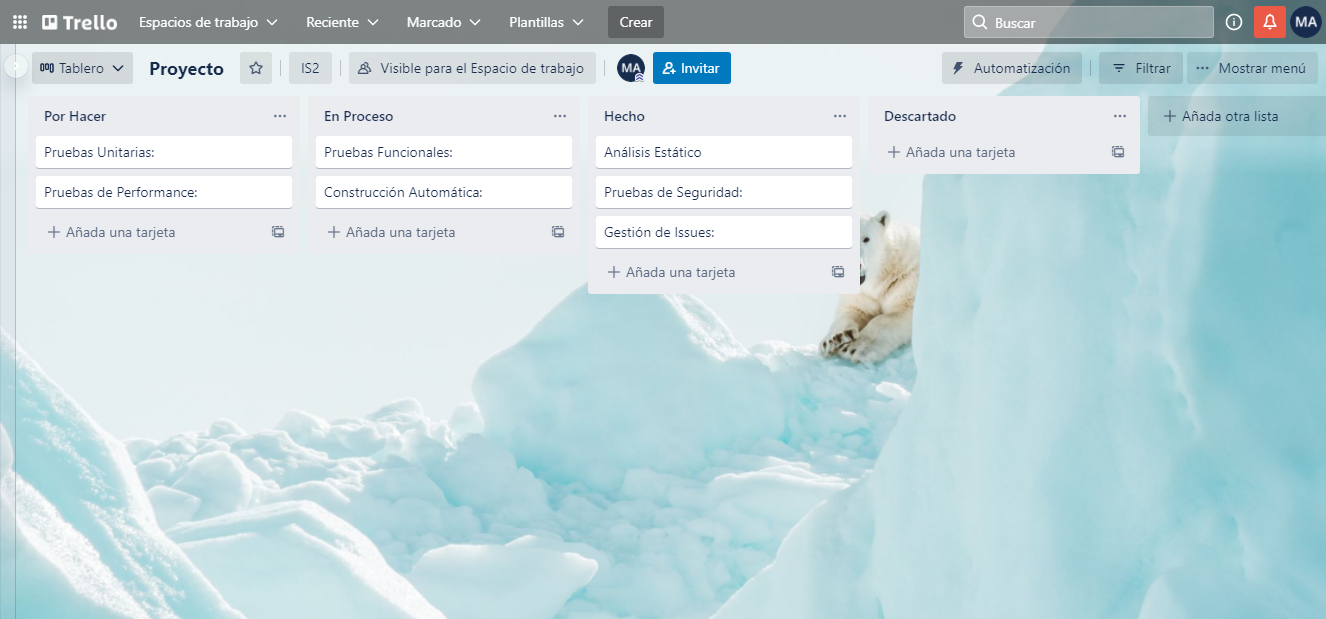 Trello Espacios de trabajo Reciente Marcado Plantillas Crear Buscar MA
Tablero Proyecto IS2 Visible para el Espacio de trabajo MA Invitar Automatización Filtrar Mostrar menú
Por Hacer
Pruebas Unitarias:
Pruebas de Performance:
Añada una tarjeta
En Proceso
Pruebas Funcionales:
Construcción Automática:
Añada una tarjeta
Hecho
Análisis Estático
Pruebas de Seguridad:
Gestión de Issues:
Añada una tarjeta
Descartado
Añada una tarjeta
Añada otra lista